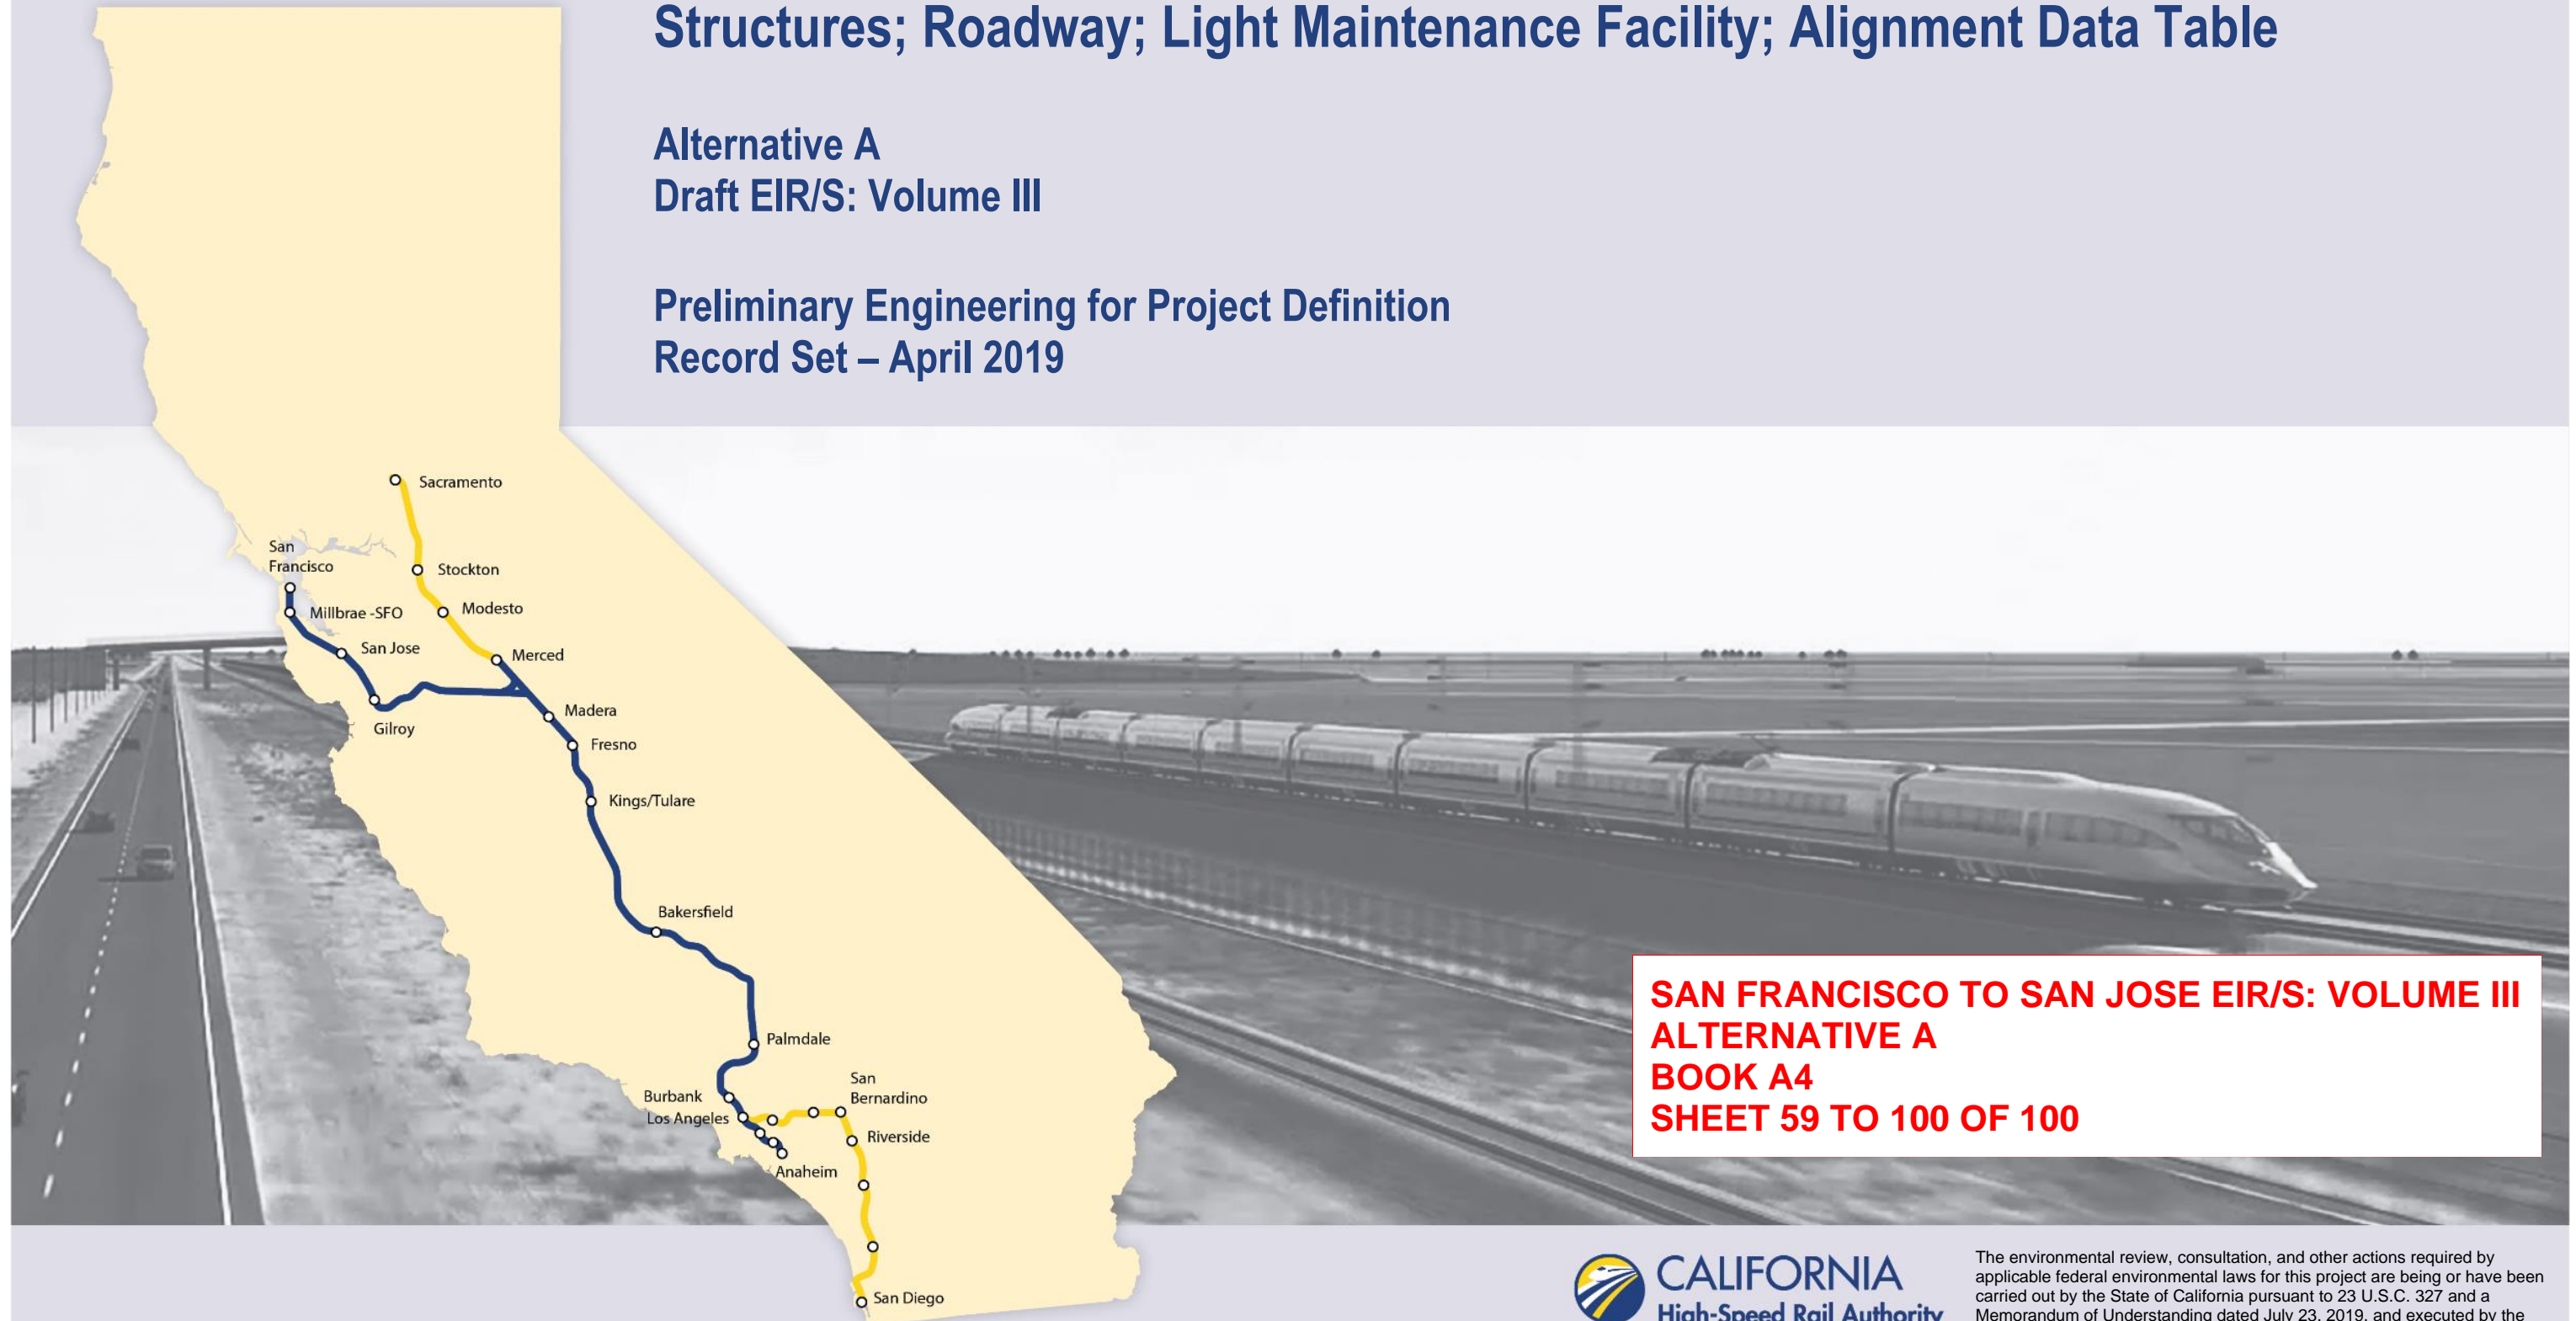 Structures; Roadway; Light Maintenance Facility; Alignment Data Table
Alternative A
Draft EIR/S: Volume III
Preliminary Engineering for Project Definition
Record Set – April 2019
Sacramento
San
Francisco
Stockton
Millbrae -SFO
Modesto
San Jose
Merced
Gilroy
Madera
Fresno
Kings/Tulare
Bakersfield
Palmdale
Burbank
Los Angeles
San
Bernardino
Riverside
Anaheim
San Diego
SAN FRANCISCO TO SAN JOSE EIR/S: VOLUME III
ALTERNATIVE A
BOOK A4
SHEET 59 TO 100 OF 100
CALIFORNIA
High-Speed Rail Authority
The environmental review, consultation, and other actions required by
applicable federal environmental laws for this project are being or have been
carried out by the State of California pursuant to 23 U.S.C. 327 and a
Memorandum of Understanding dated July 23, 2019, and executed by the